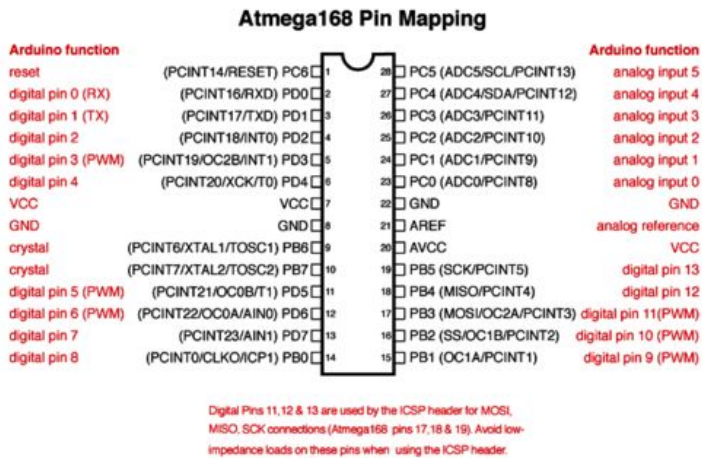 Atmega168 Pin Mapping
Arduino function Arduino function
reset (PCINT14/RESET) PC6 1 28 PC5 (ADC5/SCL/PCINT13) analog input 5
digital pin 0 (RX) (PCINT16/RXD) PD0 2 27 PC4 (ADC4/SDA/PCINT12) analog input 4
digital pin 1 (TX) (PCINT17/TXD) PD1 3 26 PC3 (ADC3/PCINT11) analog input 3
digital pin 2 (PCINT18/INT0) PD2 4 25 PC2 (ADC2/PCINT10) analog input 2
digital pin 3 (PWM) (PCINT19/OC2B/INT1) PD3 5 24 PC1 (ADC1/PCINT9) analog input 1
digital pin 4 (PCINT20/XCK/T0) PD4 6 23 PC0 (ADC0/PCINT8) analog input 0
VCC VCC 7 22 GND GND
GND GND 8 21 AREF analog reference
crystal (PCINT6/XTAL1/TOSC1) PB6 9 20 AVCC VCC
crystal (PCINT7/XTAL2/TOSC2) PB7 10 19 PB5 (SCK/PCINT5) digital pin 13
digital pin 5 (PWM) (PCINT21/OC0B/T1) PD5 11 18 PB4 (MISO/PCINT4) digital pin 12
digital pin 6 (PWM) (PCINT22/OC0A/AIN0) PD6 12 17 PB3 (MOSI/OC2A/PCINT3) digital pin 11(PWM)
digital pin 7 (PCINT23/AIN1) PD7 13 16 PB2 (SS/OC1B/PCINT2) digital pin 10 (PWM)
digital pin 8 (PCINT0/CLKO/ICP1) PB0 14 15 PB1 (OC1A/PCINT1) digital pin 9 (PWM)
Digital Pins 11,12 & 13 are used by the ICSP header for MOSI,
MISO, SCK connections (Atmega168 pins 17,18 & 19). Avoid low-
impedance loads on these pins when using the ICSP header.